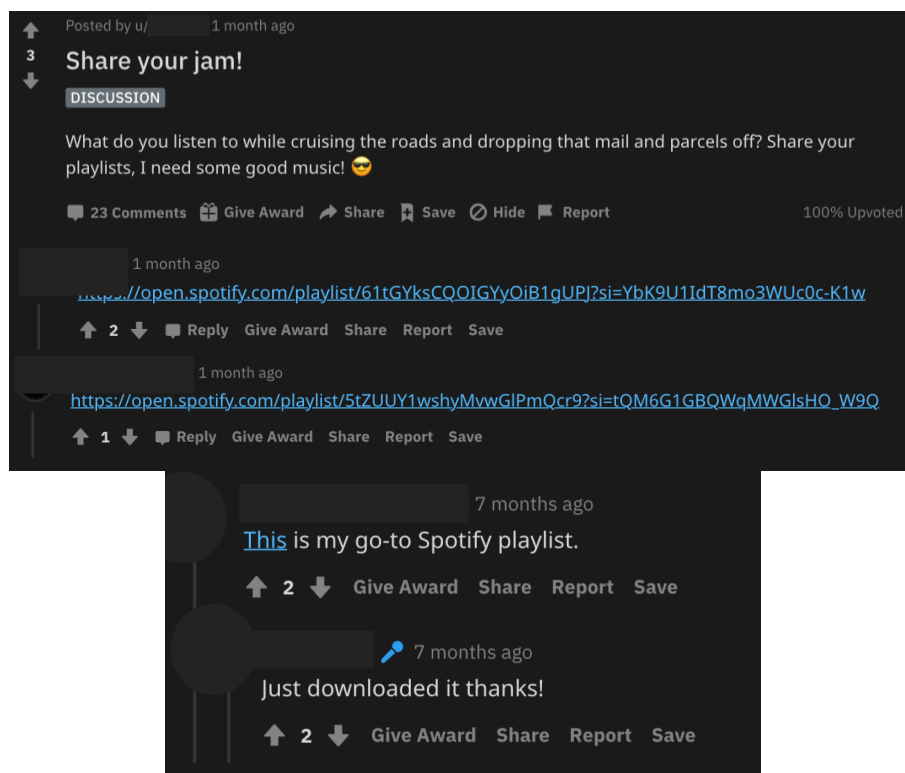 Posted by u/ 1 month ago
3
Share your jam!
DISCUSSION
What do you listen to while cruising the roads and dropping that mail and parcels off? Share your
playlists, I need some good music! 😎
23 Comments Give Award Share Save Hide Report 100% Upvoted
1 month ago
https://open.spotify.com/playlist/61tGYksCQOIGYyOiB1gUPJ?si=YbK9U1IdT8mo3WUc0c-K1w
2 Reply Give Award Share Report Save
1 month ago
https://open.spotify.com/playlist/5tZUUY1wshyMvwGlPmQcr9?si=tQM6G1GBQWqMWGlsHO_W9Q
1 Reply Give Award Share Report Save
7 months ago
This is my go-to Spotify playlist.
2 Give Award Share Report Save
🎤 7 months ago
Just downloaded it thanks!
2 Give Award Share Report Save